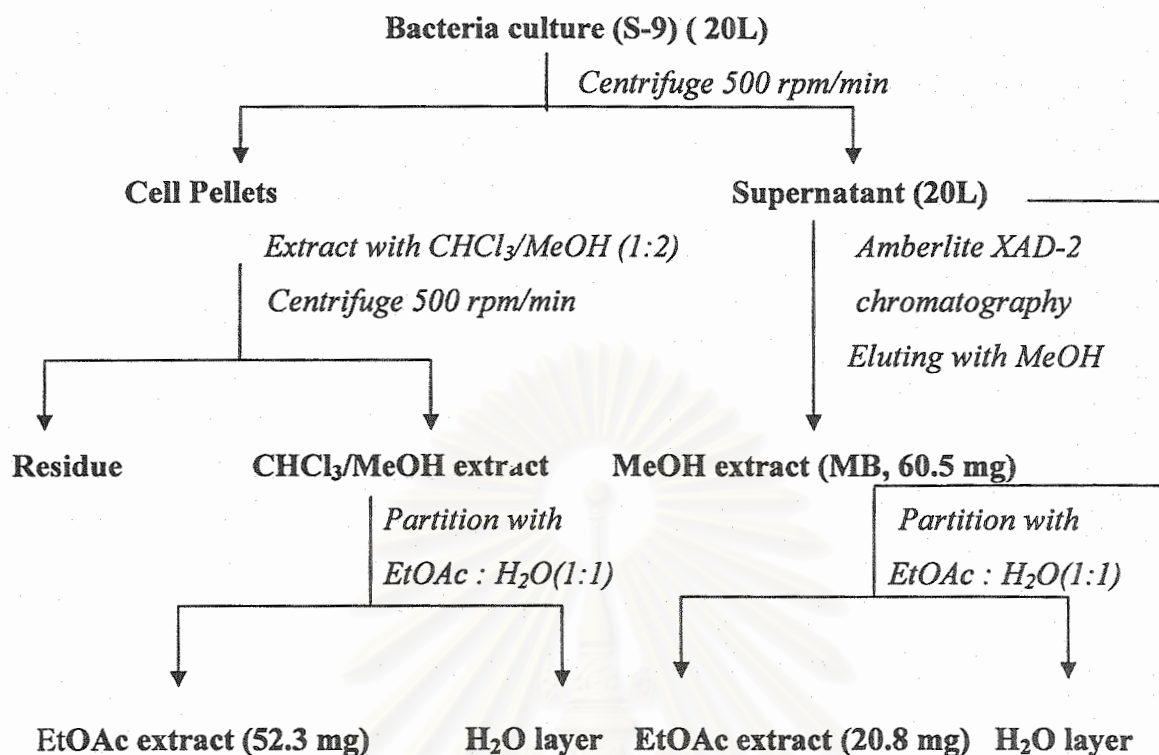 Bacteria culture (S-9) ( 20L)
Centrifuge 500 rpm/min
Cell Pellets
Supernatant (20L)
Extract with CHCl₃/MeOH (1:2)
Centrifuge 500 rpm/min
Amberlite XAD-2
chromatography
Eluting with MeOH
Residue
CHCl₃/MeOH extract
MeOH extract (MB, 60.5 mg)
Partition with
EtOAc : H₂O(1:1)
Partition with
EtOAc : H₂O(1:1)
EtOAc extract (52.3 mg)
H₂O layer
EtOAc extract (20.8 mg)
H₂O layer